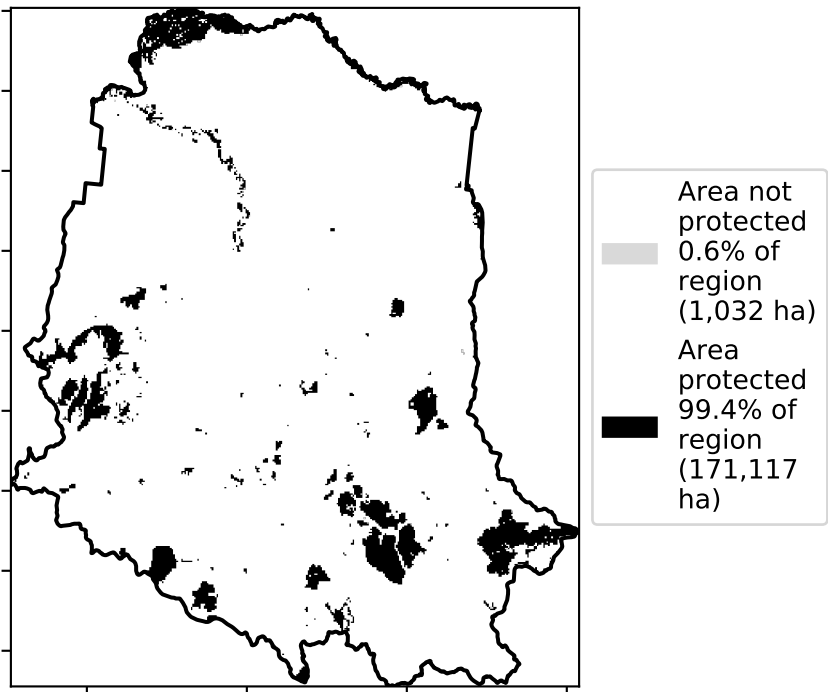 Area not
protected
0.6% of
region
(1,032 ha)
Area
protected
99.4% of
region
(171,117
ha)